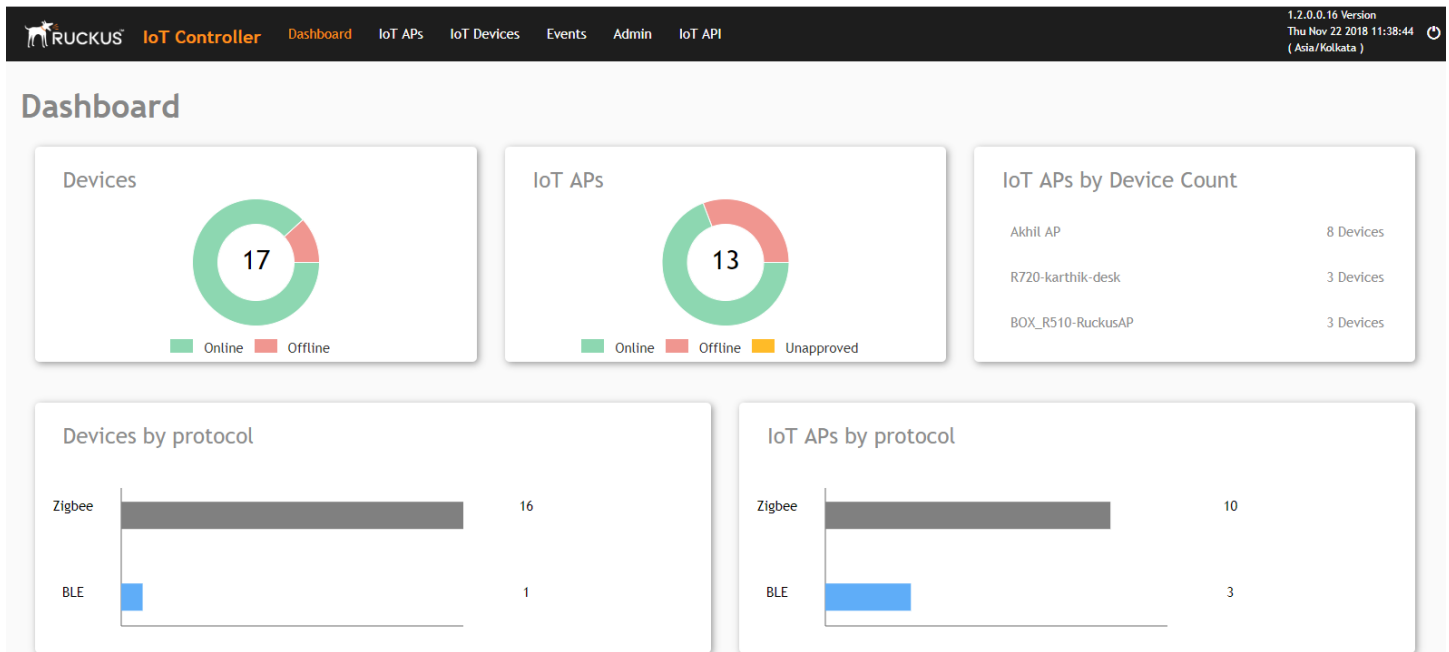 RUCKUS IoT Controller Dashboard IoT APs IoT Devices Events Admin IoT API
1.2.0.0.16 Version
Thu Nov 22 2018 11:38:44
( Asia/Kolkata )
Dashboard
Devices
17
Online Offline
IoT APs
13
Online Offline Unapproved
IoT APs by Device Count
Akhil AP 8 Devices
R720-karthik-desk 3 Devices
BOX_R510-RuckusAP 3 Devices
Devices by protocol
Zigbee 16
BLE 1
IoT APs by protocol
Zigbee 10
BLE 3